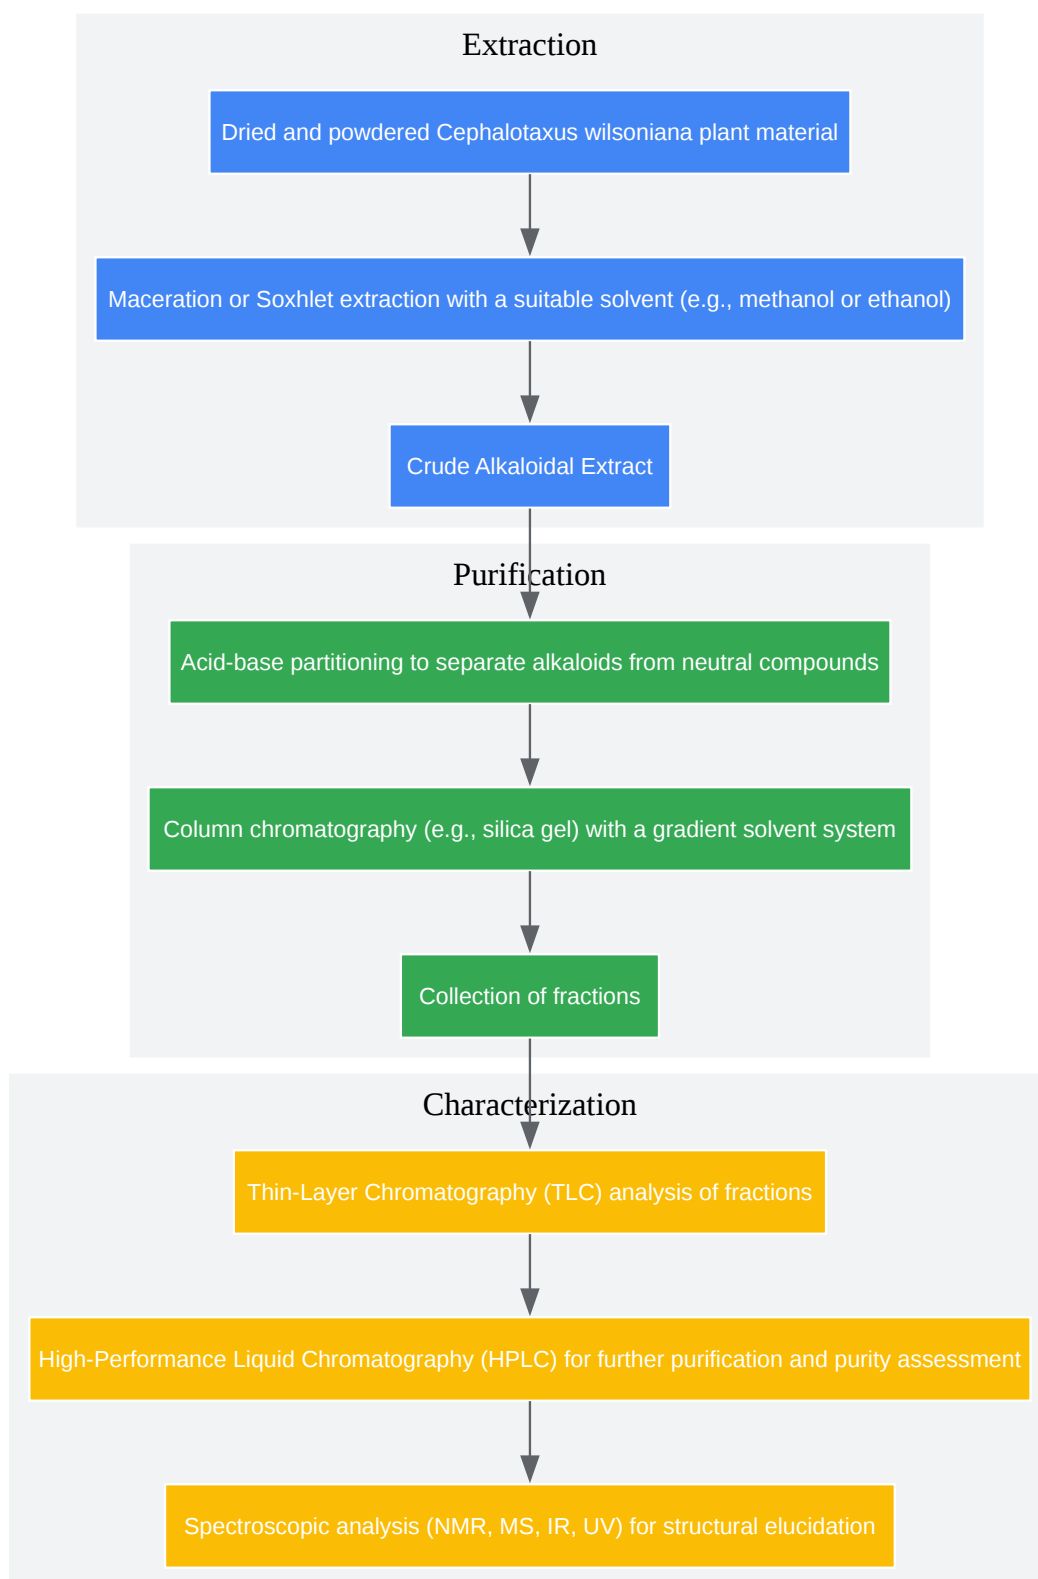 Extraction
Dried and powdered Cephalotaxus wilsoniana plant material
Maceration or Soxhlet extraction with a suitable solvent (e.g., methanol or ethanol)
Crude Alkaloidal Extract
Purification
Acid-base partitioning to separate alkaloids from neutral compounds
Column chromatography (e.g., silica gel) with a gradient solvent system
Collection of fractions
Characterization
Thin-Layer Chromatography (TLC) analysis of fractions
High-Performance Liquid Chromatography (HPLC) for further purification and purity assessment
Spectroscopic analysis (NMR, MS, IR, UV) for structural elucidation